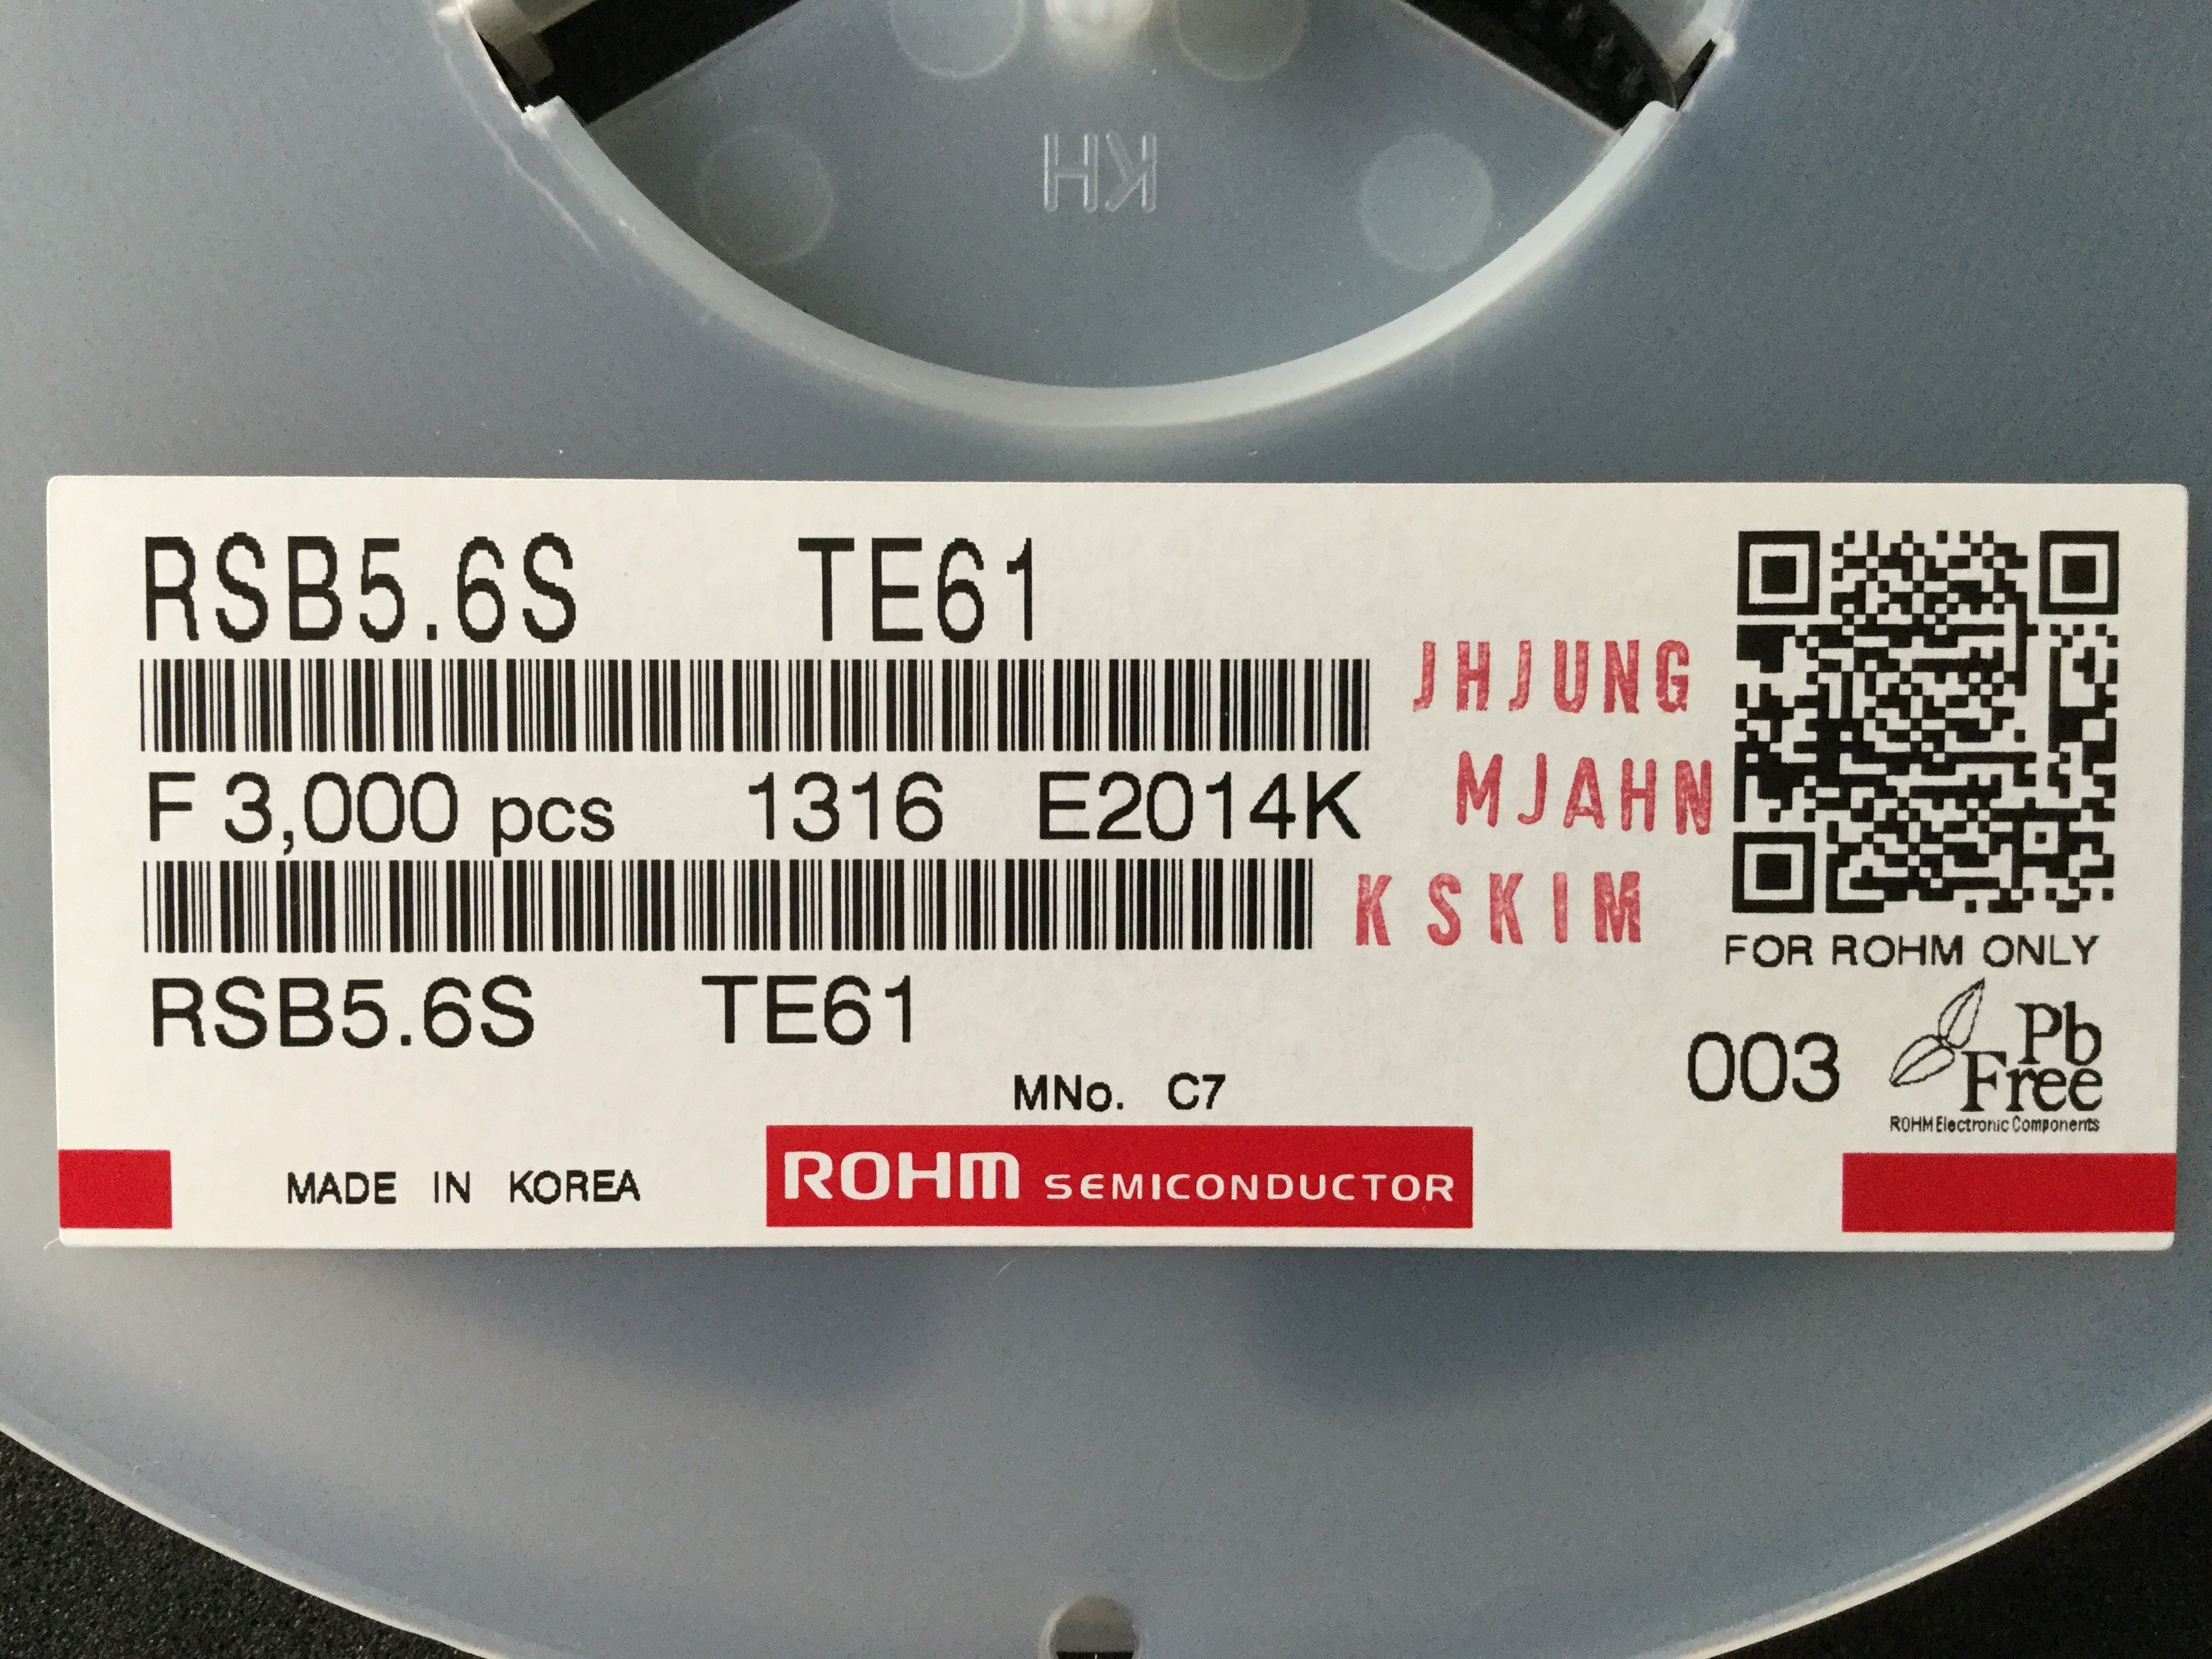 KH
RSB5.6S TE61
JHJUNG
F 3,000 pcs 1316 E2014K
MJAHN
KSKIM
FOR ROHM ONLY
RSB5.6S TE61
003
Pb
Free
ROHM Electronic Components
MNo. C7
MADE IN KOREA
ROHM SEMICONDUCTOR